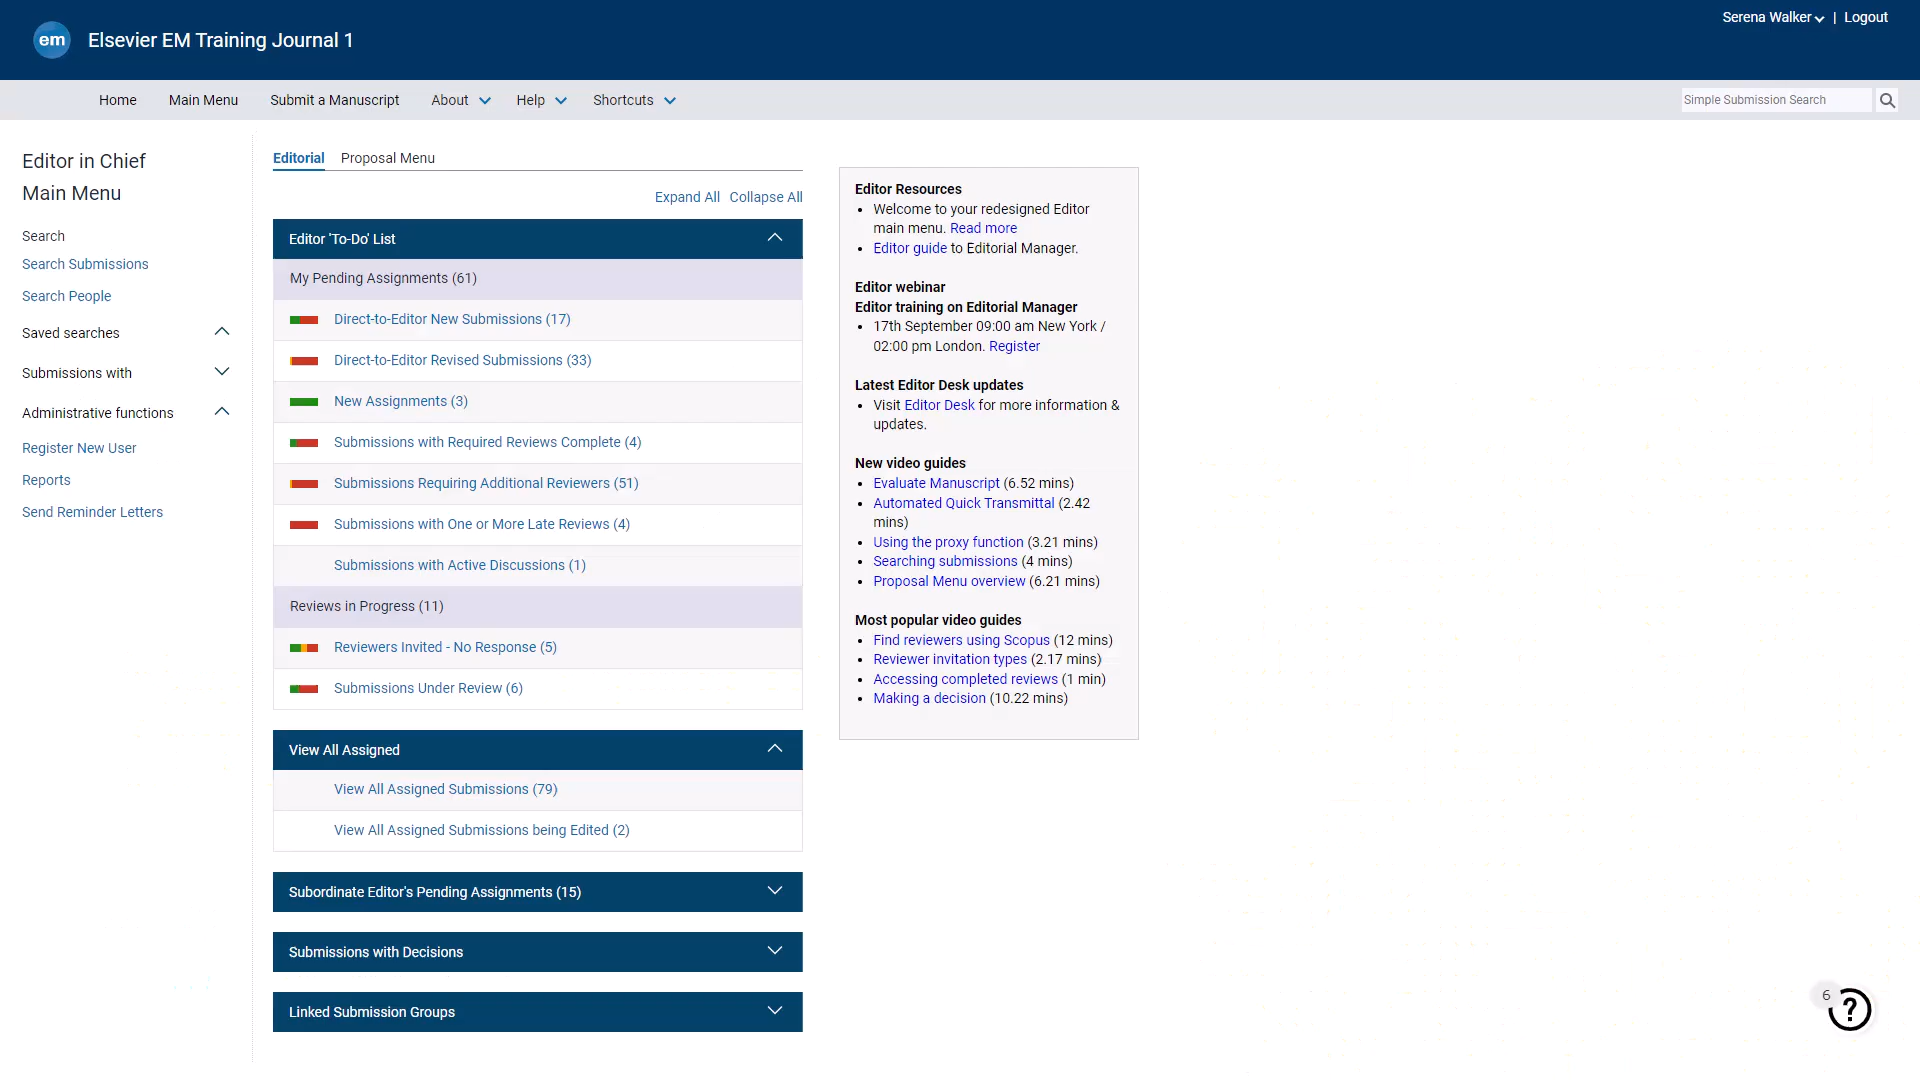 Serena Walker | Logout
em Elsevier EM Training Journal 1
Home Main Menu Submit a Manuscript About Help Shortcuts Simple Submission Search
Editor in Chief
Main Menu
Search
Search Submissions
Search People
Saved searches
Submissions with
Administrative functions
Register New User
Reports
Send Reminder Letters
Editorial Proposal Menu
Expand All Collapse All
Editor 'To-Do' List
My Pending Assignments (61)
Direct-to-Editor New Submissions (17)
Direct-to-Editor Revised Submissions (33)
New Assignments (3)
Submissions with Required Reviews Complete (4)
Submissions Requiring Additional Reviewers (51)
Submissions with One or More Late Reviews (4)
Submissions with Active Discussions (1)
Reviews in Progress (11)
Reviewers Invited - No Response (5)
Submissions Under Review (6)
View All Assigned
View All Assigned Submissions (79)
View All Assigned Submissions being Edited (2)
Subordinate Editor's Pending Assignments (15)
Submissions with Decisions
Linked Submission Groups
Editor Resources
• Welcome to your redesigned Editor
main menu. Read more
• Editor guide to Editorial Manager.
Editor webinar
Editor training on Editorial Manager
• 17th September 09:00 am New York /
02:00 pm London. Register
Latest Editor Desk updates
• Visit Editor Desk for more information &
updates.
New video guides
• Evaluate Manuscript (6.52 mins)
• Automated Quick Transmittal (2.42
mins)
• Using the proxy function (3.21 mins)
• Searching submissions (4 mins)
• Proposal Menu overview (6.21 mins)
Most popular video guides
• Find reviewers using Scopus (12 mins)
• Reviewer invitation types (2.17 mins)
• Accessing completed reviews (1 min)
• Making a decision (10.22 mins)
6
?